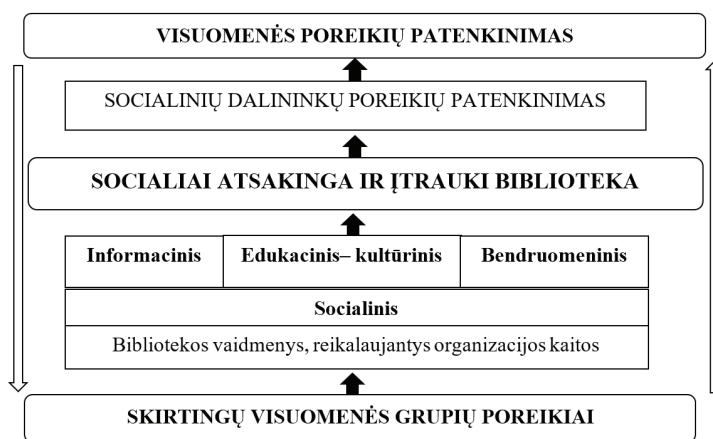 VISUOMENĖS POREIKIŲ PATENKINIMAS
SOCIALINIŲ DALININKŲ POREIKIŲ PATENKINIMAS
SOCIALIAI ATSAKINGA IR ĮTRAUKI BIBLIOTEKA
Informacinis Edukacinis– kultūrinis Bendruomeninis
Socialinis
Bibliotekos vaidmenys, reikalaujantys organizacijos kaitos
SKIRTINGŲ VISUOMENĖS GRUPIŲ POREIKIAI